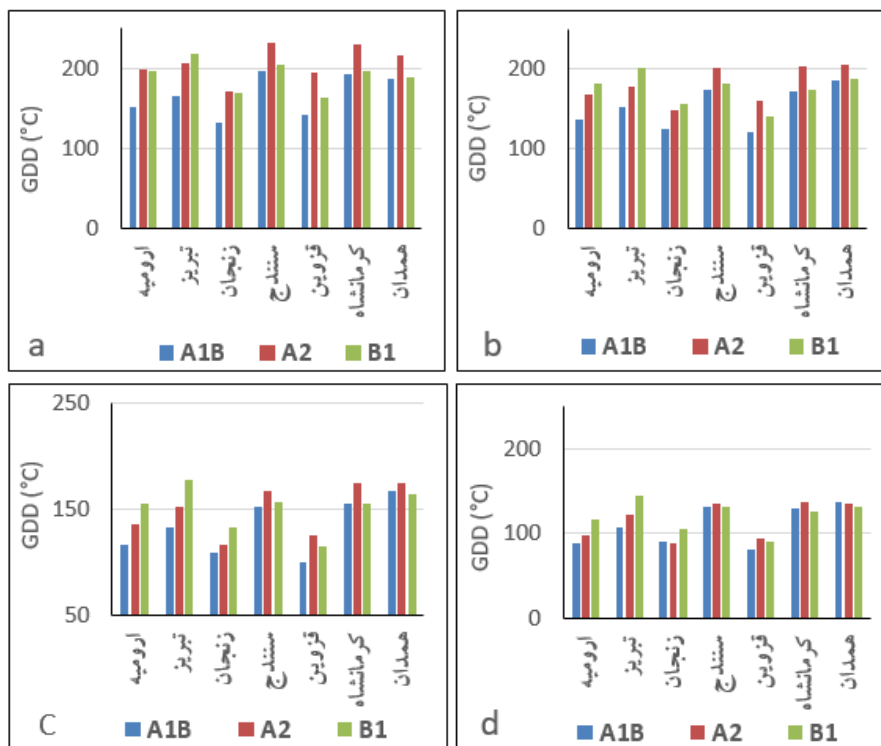 200
100
0
GDD (°C)
ارومیه
تبریز
زنجان
سنندج
قزوین
کرمانشاه
همدان
a
A1B A2 B1
200
100
0
GDD (°C)
ارومیه
تبریز
زنجان
سنندج
قزوین
کرمانشاه
همدان
b
A1B A2 B1
250
150
50
GDD (°C)
ارومیه
تبریز
زنجان
سنندج
قزوین
کرمانشاه
همدان
C
A1B A2 B1
200
100
0
GDD (°C)
ارومیه
تبریز
زنجان
سنندج
قزوین
کرمانشاه
همدان
d
A1B A2 B1